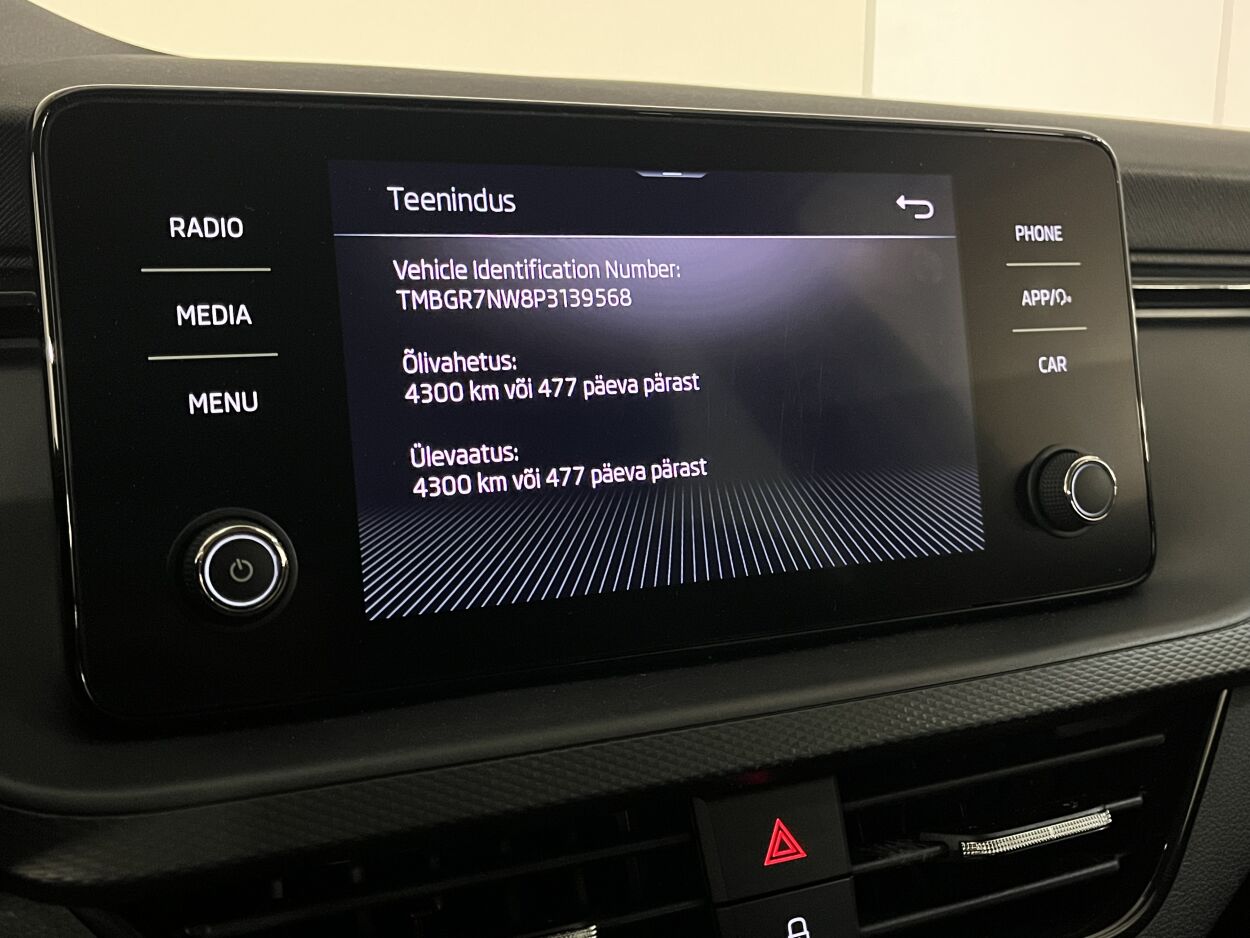 RADIO
MEDIA
MENU
Teenindus
Vehicle Identification Number:
TMBGR7NW8P3139568
Õlivahetus:
4300 km või 477 päeva pärast
Ülevaatus:
4300 km või 477 päeva pärast
PHONE
APP/
CAR